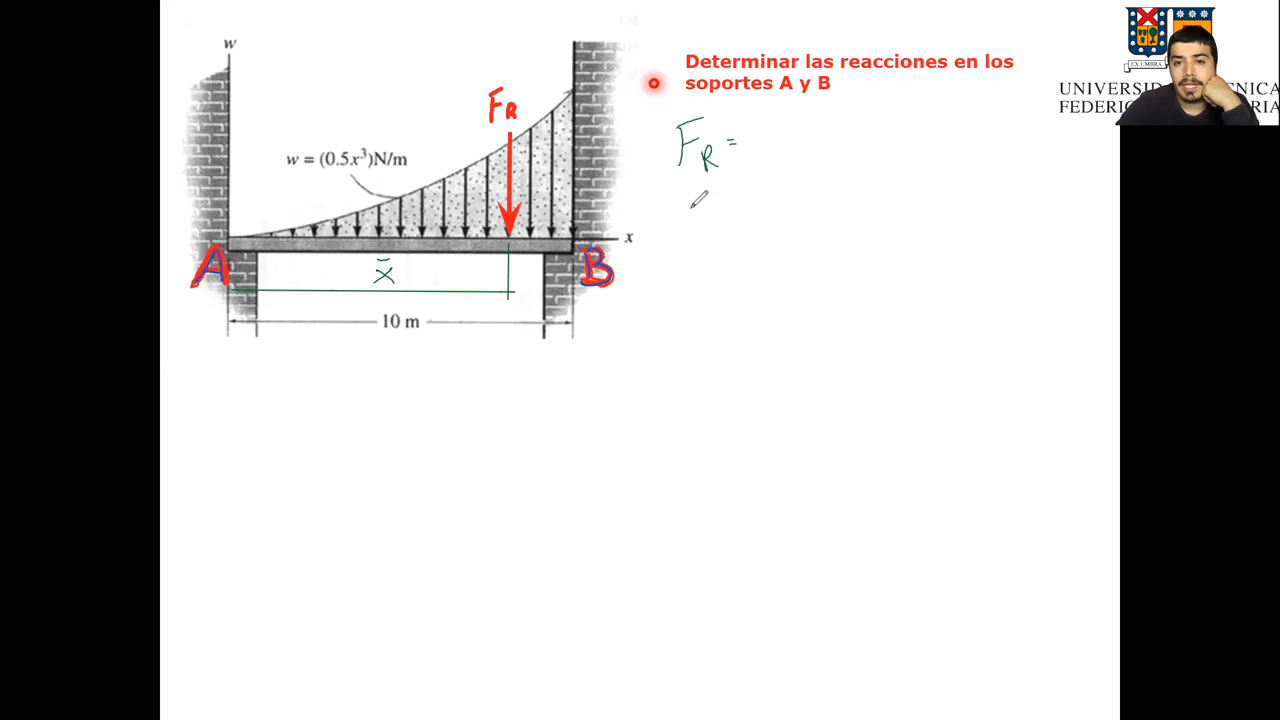 w
F_R
w = (0.5x³)N/m
x
A
x̄
B
10 m
Determinar las reacciones en los
soportes A y B
F_R =
EX UMBRA
UNIVERSID
FEDERIC